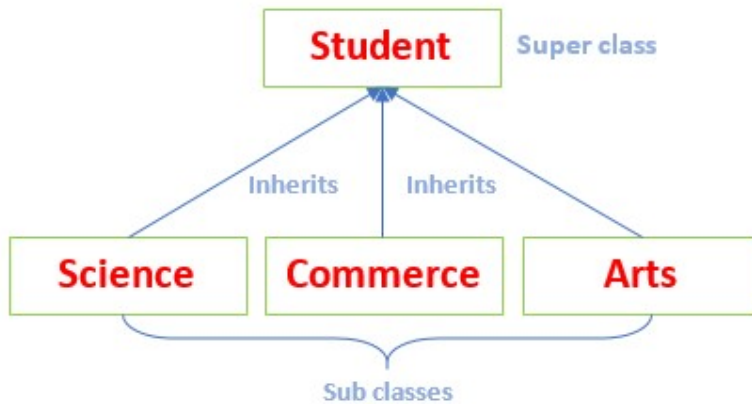 Student
Super class
Inherits
Inherits
Science
Commerce
Arts
Sub classes